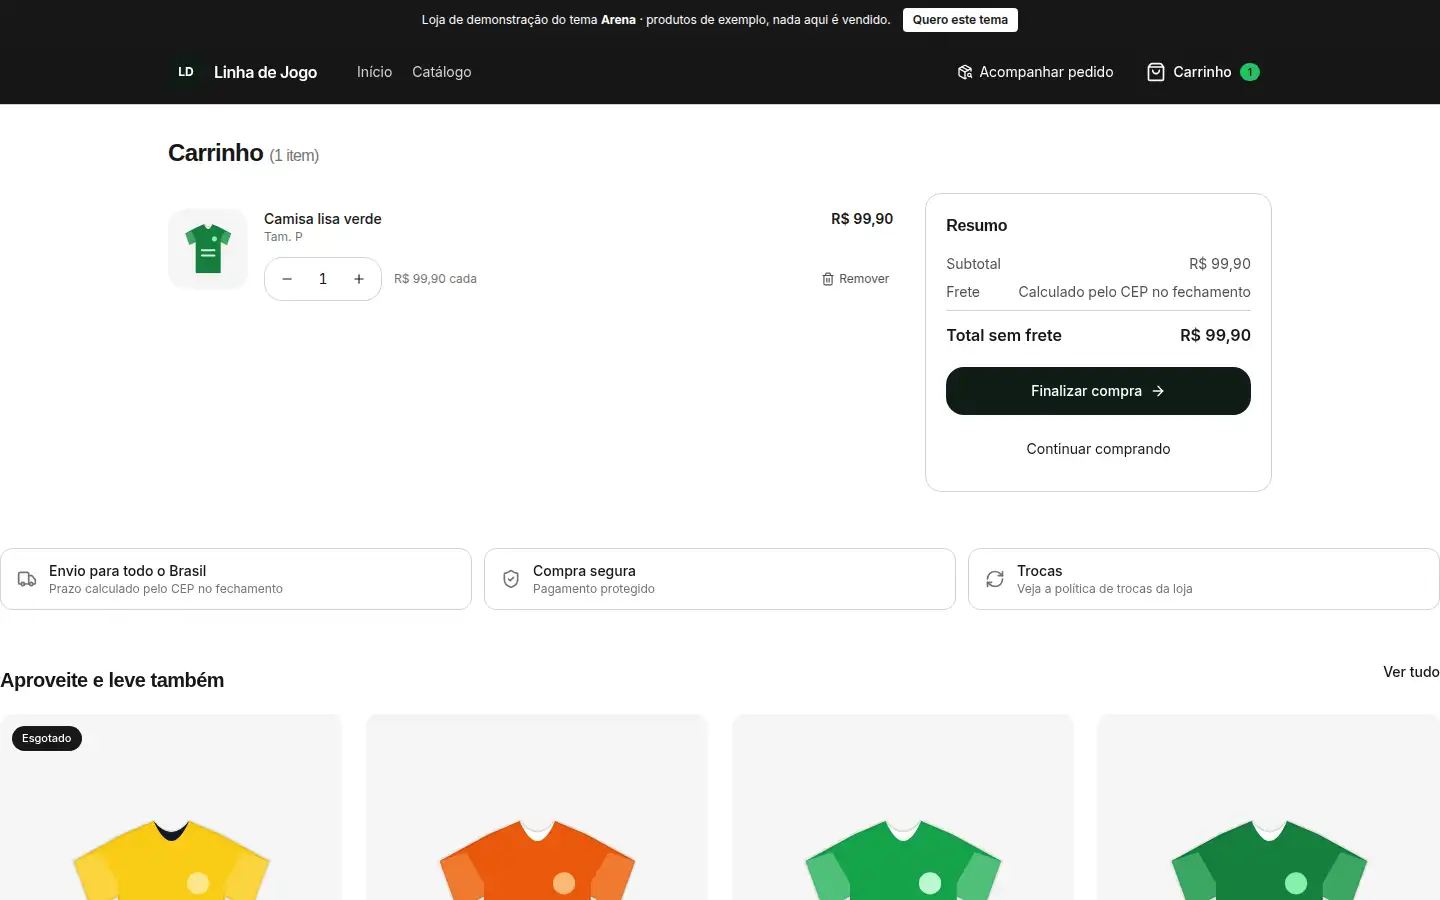 Loja de demonstração do tema Arena · produtos de exemplo, nada aqui é vendido. Quero este tema
LD Linha de Jogo Início Catálogo Acompanhar pedido Carrinho 1
Carrinho (1 item)
Camisa lisa verde R$ 99,90
Tam. P
− 1 + R$ 99,90 cada Remover
Resumo
Subtotal R$ 99,90
Frete Calculado pelo CEP no fechamento
Total sem frete R$ 99,90
Finalizar compra →
Continuar comprando
Envio para todo o Brasil
Prazo calculado pelo CEP no fechamento
Compra segura
Pagamento protegido
Trocas
Veja a política de trocas da loja
Aproveite e leve também Ver tudo
Esgotado